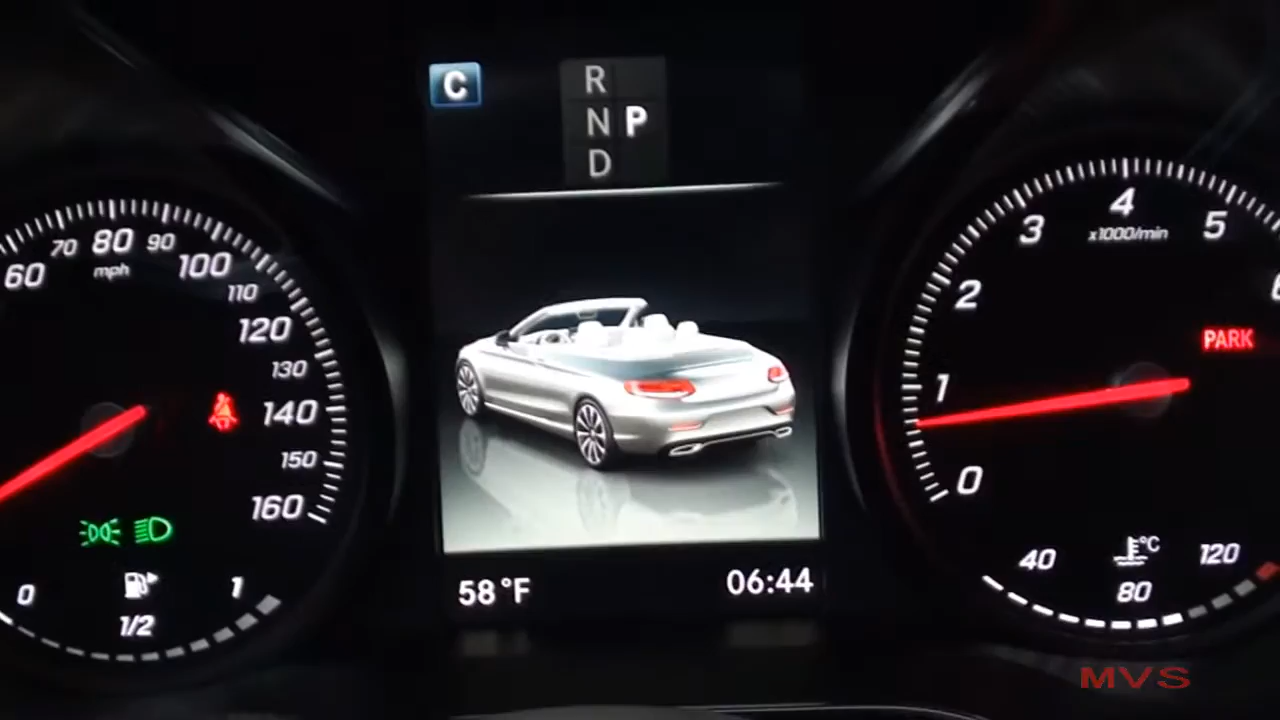 C
R
N P
D
60 70 80 90 100 110 120 130 140 150 160
mph
0 1/2 1
58°F
06:44
0 1 2 3 4 5
x1000/min
PARK
40 80 120
°C
MVS